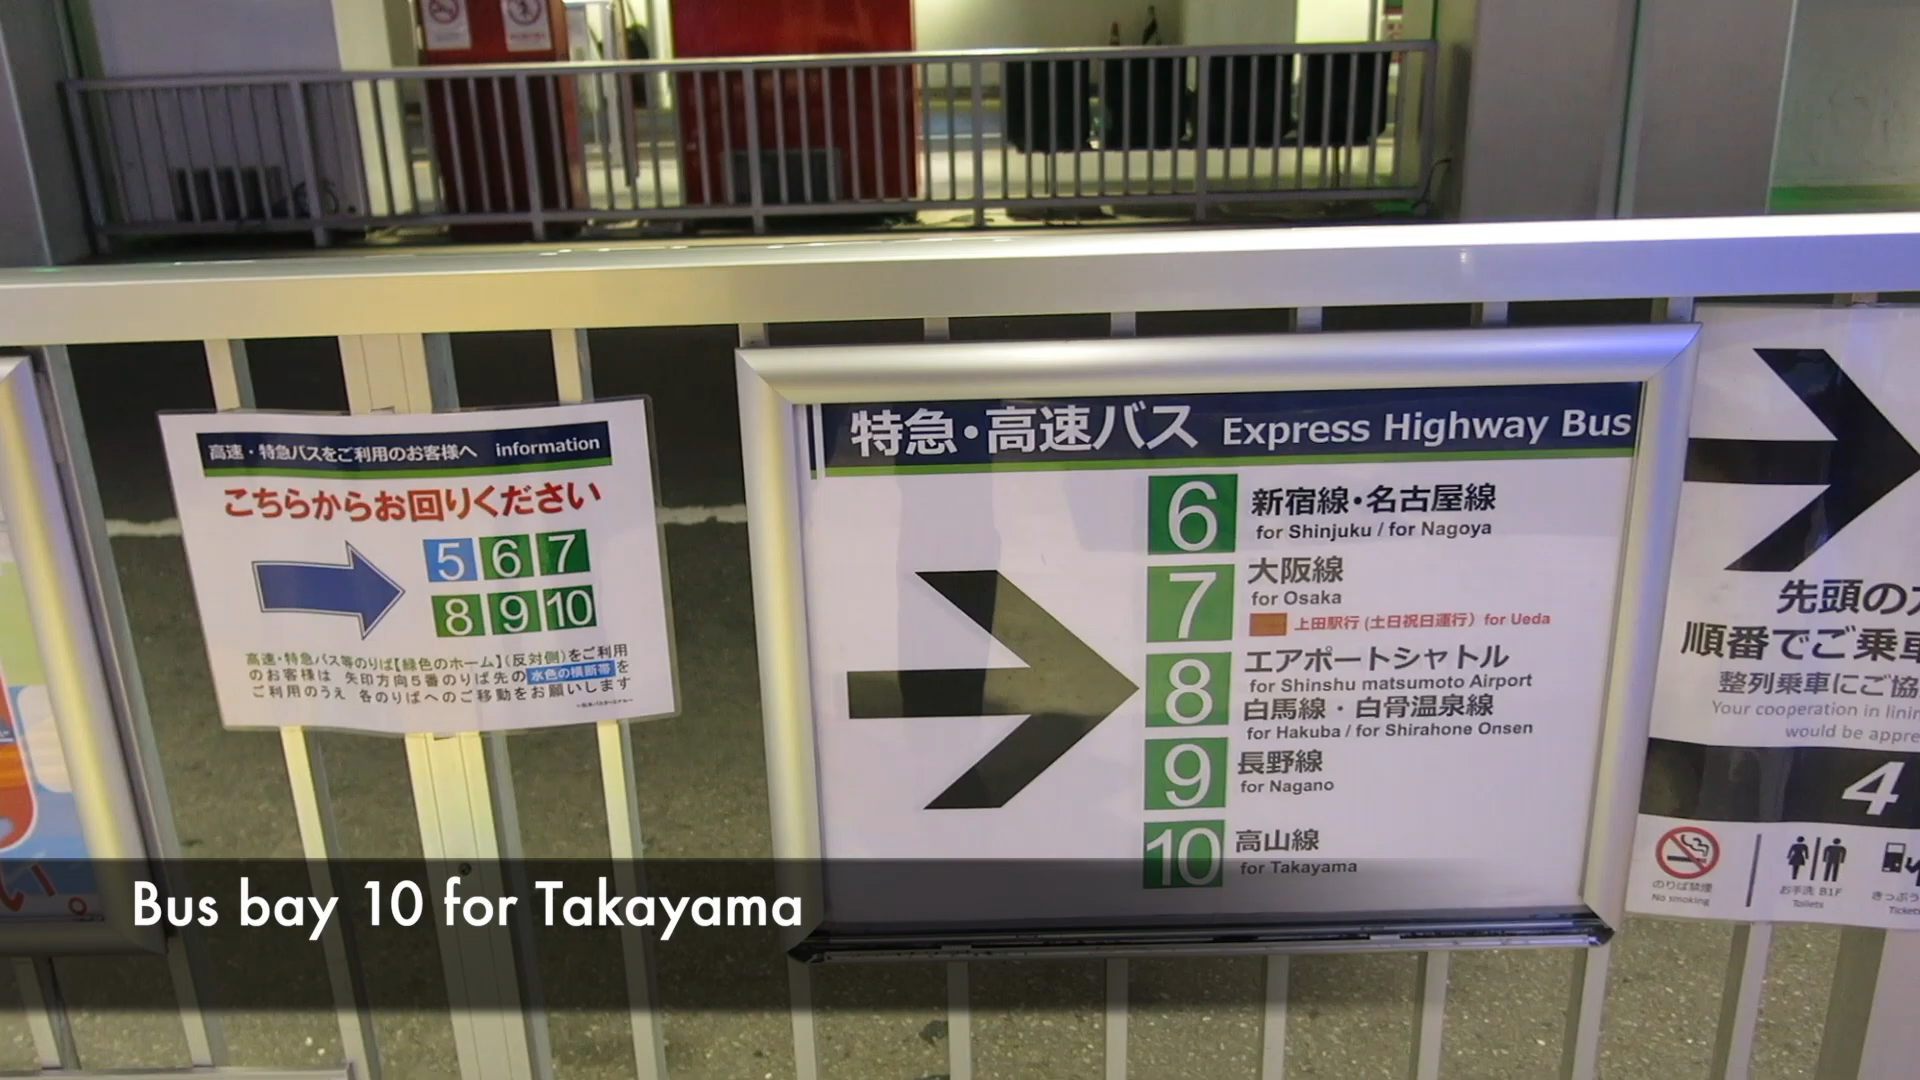 高速・特急バスをご利用のお客様へ information
こちらからお回りください
5 6 7
8 9 10
高速・特急バス等のりば【緑色のホーム】(反対側)をご利用
のお客様は 矢印方向5番のりば先の水色の横断帯を
ご利用のうえ 各のりばへのご移動をお願いします
特急・高速バス Express Highway Bus
6 新宿線・名古屋線
for Shinjuku / for Nagoya
7 大阪線
for Osaka
上田駅行(土日祝日運行) for Ueda
8 エアポートシャトル
for Shinshu matsumoto Airport
白馬線・白骨温泉線
for Hakuba / for Shirahone Onsen
9 長野線
for Nagano
10 高山線
for Takayama
先頭の
順番でご乗車
整列乗車にご協
Your cooperation in
would be
4
のりば禁煙
No smoking
お手洗 B1F
Toilets
きっぷう
Bus bay 10 for Takayama